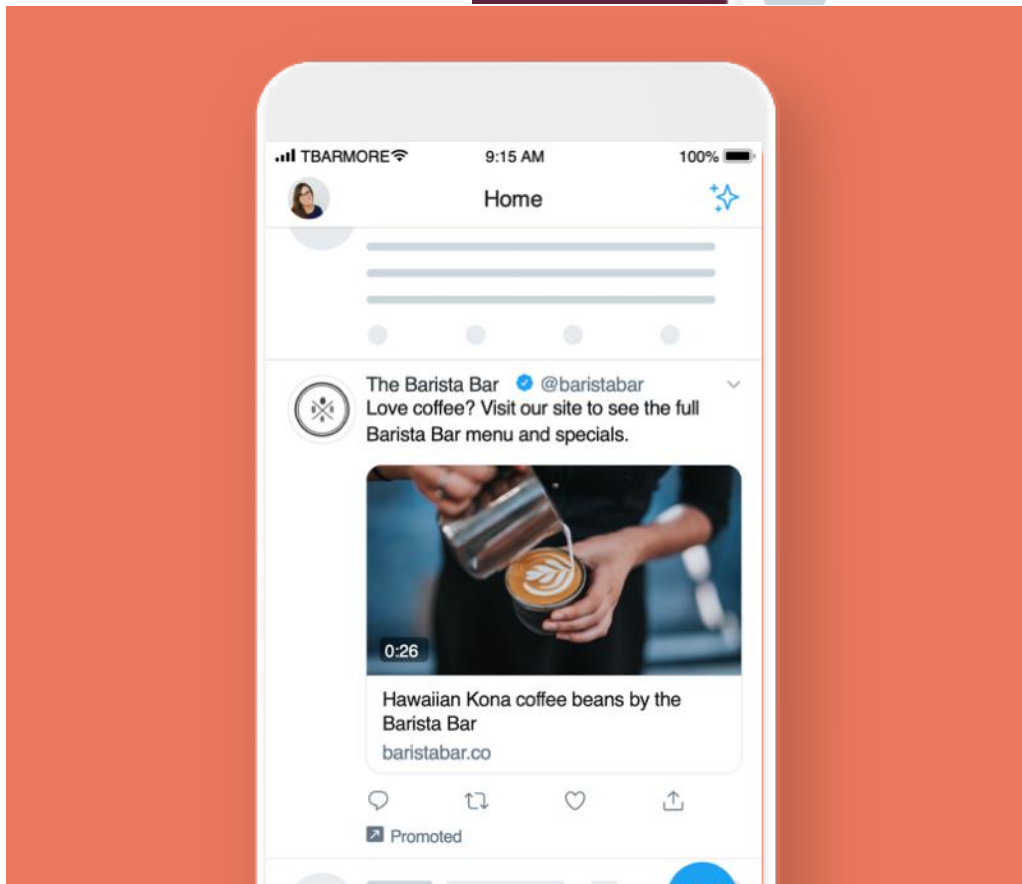 TBARMORE 9:15 AM 100%
Home
The Barista Bar @baristabar
Love coffee? Visit our site to see the full
Barista Bar menu and specials.
0:26
Hawaiian Kona coffee beans by the
Barista Bar
baristabar.co
Promoted